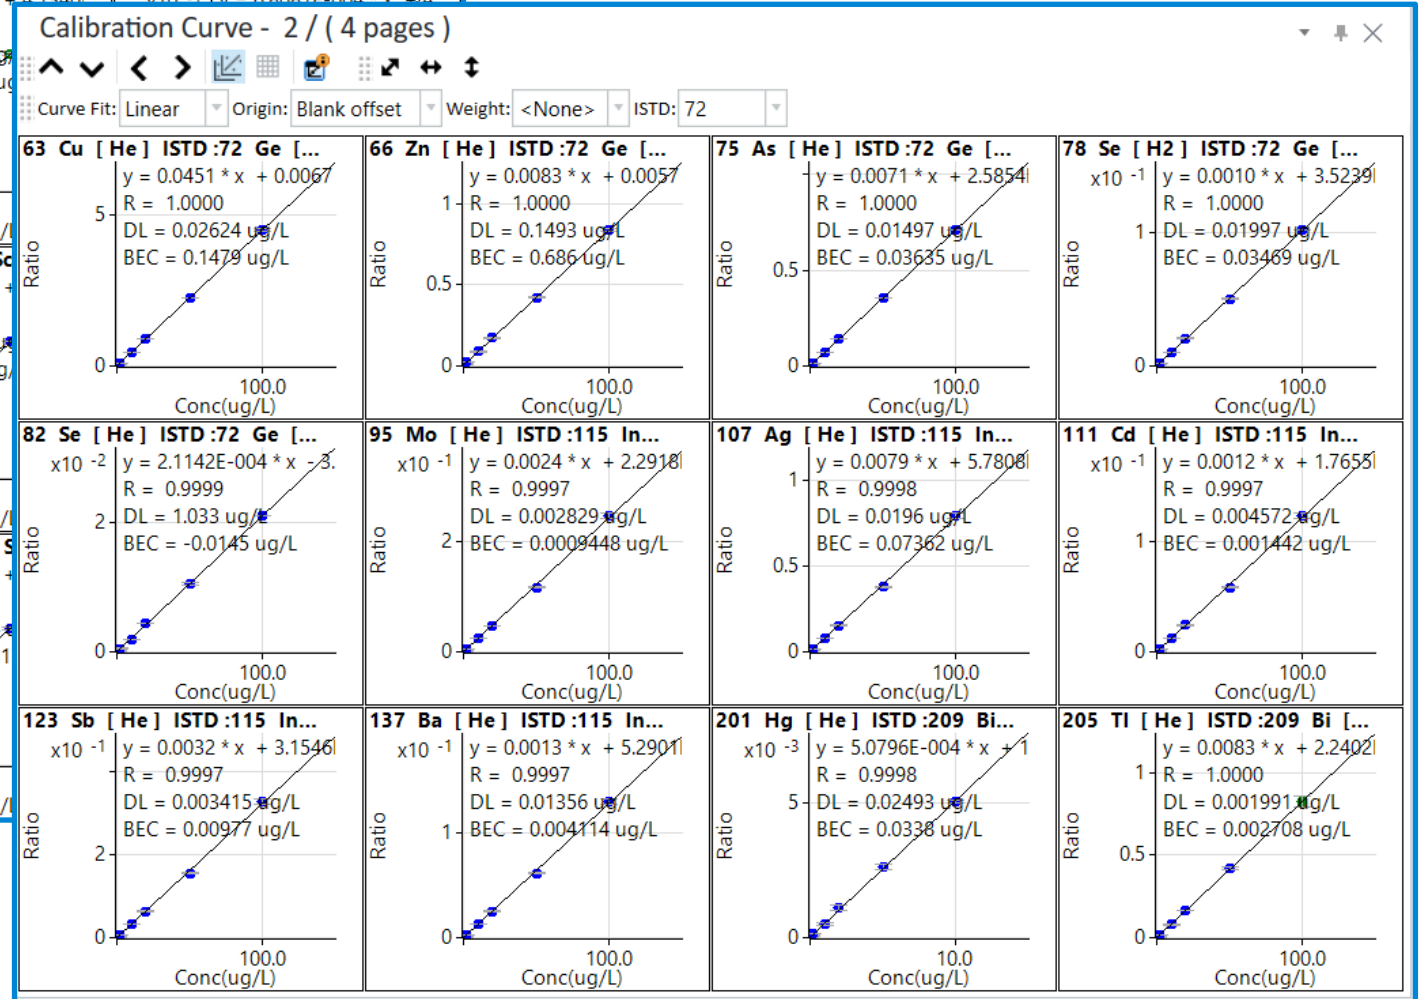 Calibration Curve - 2 / ( 4 pages )
Curve Fit: Linear Origin: Blank offset Weight: <None> ISTD: 72
63 Cu [ He ] ISTD :72 Ge [...
y = 0.0451 * x + 0.0067
R = 1.0000
DL = 0.02624 ug/L
BEC = 0.1479 ug/L
5
0
Ratio
100.0
Conc(ug/L)
66 Zn [ He ] ISTD :72 Ge [...
y = 0.0083 * x + 0.0057
R = 1.0000
DL = 0.1493 ug/L
BEC = 0.686 ug/L
1
0.5
0
Ratio
100.0
Conc(ug/L)
75 As [ He ] ISTD :72 Ge [...
y = 0.0071 * x + 2.5854
R = 1.0000
DL = 0.01497 ug/L
BEC = 0.03635 ug/L
0.5
0
Ratio
100.0
Conc(ug/L)
78 Se [ H2 ] ISTD :72 Ge [...
x10 -1
y = 0.0010 * x + 3.5239
R = 1.0000
DL = 0.01997 ug/L
BEC = 0.03469 ug/L
1
0
Ratio
100.0
Conc(ug/L)
82 Se [ He ] ISTD :72 Ge [...
x10 -2
y = 2.1142E-004 * x - 3.
R = 0.9999
DL = 1.033 ug/L
BEC = -0.0145 ug/L
2
0
Ratio
100.0
Conc(ug/L)
95 Mo [ He ] ISTD :115 In...
x10 -1
y = 0.0024 * x + 2.2918
R = 0.9997
DL = 0.002829 ug/L
BEC = 0.0009448 ug/L
2
0
Ratio
100.0
Conc(ug/L)
107 Ag [ He ] ISTD :115 In...
y = 0.0079 * x + 5.7808
R = 0.9998
DL = 0.0196 ug/L
BEC = 0.07362 ug/L
1
0.5
0
Ratio
100.0
Conc(ug/L)
111 Cd [ He ] ISTD :115 In...
x10 -1
y = 0.0012 * x + 1.7655
R = 0.9997
DL = 0.004572 ug/L
BEC = 0.001442 ug/L
1
0
Ratio
100.0
Conc(ug/L)
123 Sb [ He ] ISTD :115 In...
x10 -1
y = 0.0032 * x + 3.1546
R = 0.9997
DL = 0.003415 ug/L
BEC = 0.00977 ug/L
2
0
Ratio
100.0
Conc(ug/L)
137 Ba [ He ] ISTD :115 In...
x10 -1
y = 0.0013 * x + 5.2901
R = 0.9997
DL = 0.01356 ug/L
BEC = 0.004114 ug/L
1
0
Ratio
100.0
Conc(ug/L)
201 Hg [ He ] ISTD :209 Bi...
x10 -3
y = 5.0796E-004 * x + 1
R = 0.9998
DL = 0.02493 ug/L
BEC = 0.0338 ug/L
5
0
Ratio
10.0
Conc(ug/L)
205 Tl [ He ] ISTD :209 Bi [...
y = 0.0083 * x + 2.2402
R = 1.0000
DL = 0.001991 ug/L
BEC = 0.002708 ug/L
1
0.5
0
Ratio
100.0
Conc(ug/L)